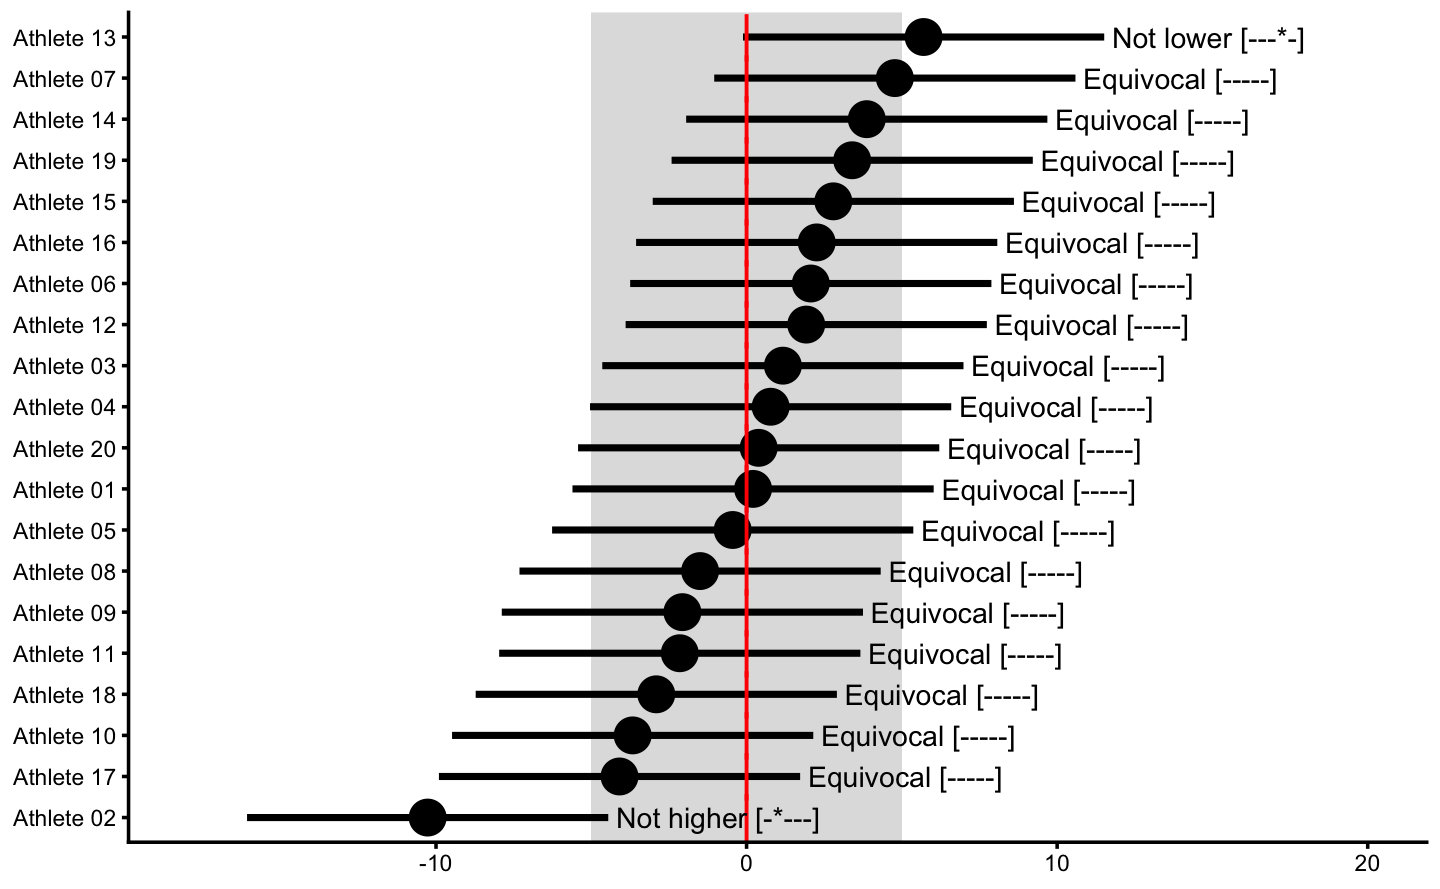 Athlete 13 Not lower [---*-]
Athlete 07 Equivocal [-----]
Athlete 14 Equivocal [-----]
Athlete 19 Equivocal [-----]
Athlete 15 Equivocal [-----]
Athlete 16 Equivocal [-----]
Athlete 06 Equivocal [-----]
Athlete 12 Equivocal [-----]
Athlete 03 Equivocal [-----]
Athlete 04 Equivocal [-----]
Athlete 20 Equivocal [-----]
Athlete 01 Equivocal [-----]
Athlete 05 Equivocal [-----]
Athlete 08 Equivocal [-----]
Athlete 09 Equivocal [-----]
Athlete 11 Equivocal [-----]
Athlete 18 Equivocal [-----]
Athlete 10 Equivocal [-----]
Athlete 17 Equivocal [-----]
Athlete 02 Not higher [-*---]
-10 0 10 20